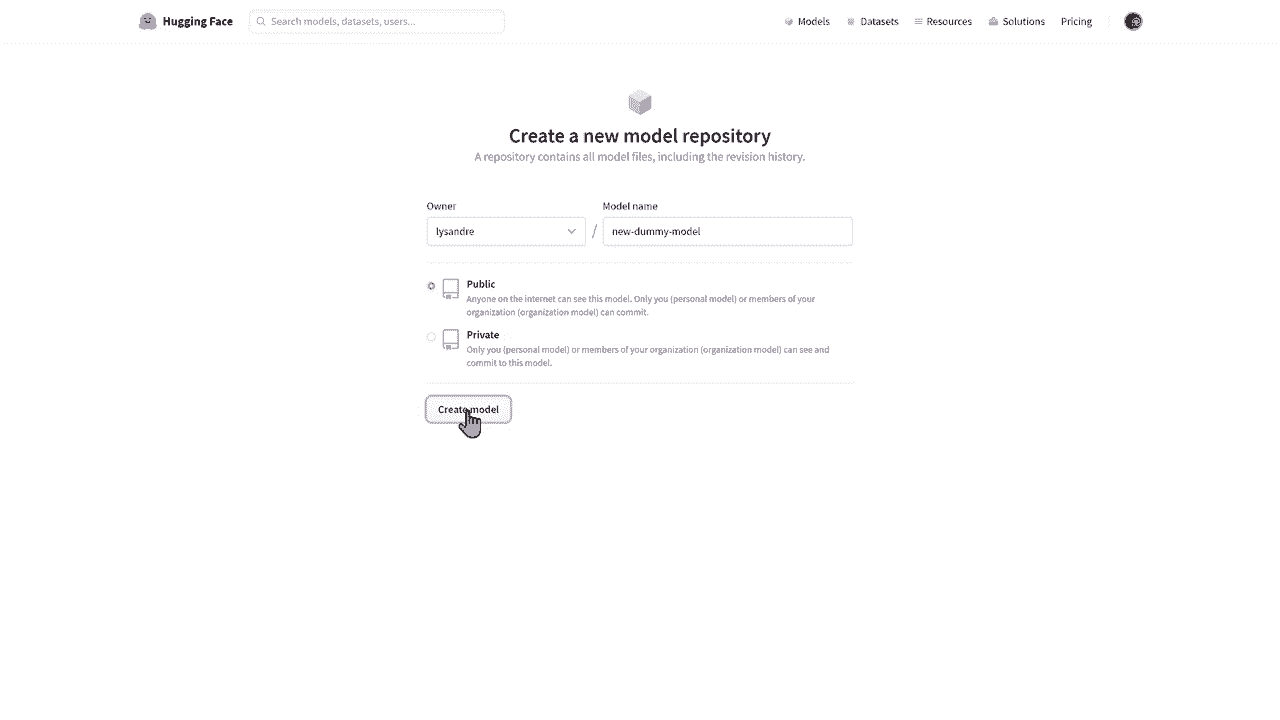 Hugging Face
Search models, datasets, users...
Models
Datasets
Resources
Solutions
Pricing
Create a new model repository
A repository contains all model files, including the revision history.
Owner
Model name
lysandre
/
new-dummy-model
Public
Anyone on the internet can see this model. Only you (personal model) or members of your
organization (organization model) can commit.
Private
Only you (personal model) or members of your organization (organization model) can see and
commit to this model.
Create model